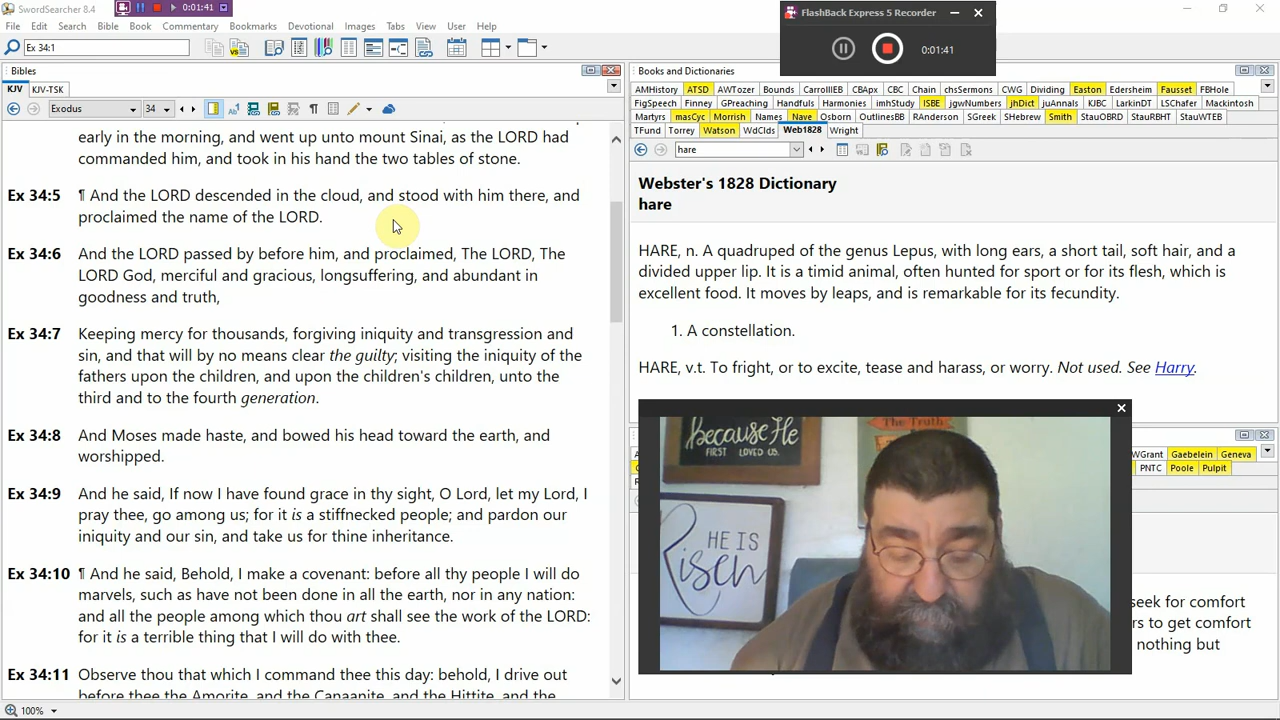 SwordSearcher 8.4
0:01:41
File Edit Search Bible Book Commentary Bookmarks Devotional Images Tabs View User Help
Ex 34:1
FlashBack Express 5 Recorder
0:01:41
Bibles
KJV KJV-TSK
Exodus 34
early in the morning, and went up unto mount Sinai, as the LORD had
commanded him, and took in his hand the two tables of stone.
Ex 34:5 ¶ And the LORD descended in the cloud, and stood with him there, and
proclaimed the name of the LORD.
Ex 34:6 And the LORD passed by before him, and proclaimed, The LORD, The
LORD God, merciful and gracious, longsuffering, and abundant in
goodness and truth,
Ex 34:7 Keeping mercy for thousands, forgiving iniquity and transgression and
sin, and that will by no means clear the guilty; visiting the iniquity of the
fathers upon the children, and upon the children's children, unto the
third and to the fourth generation.
Ex 34:8 And Moses made haste, and bowed his head toward the earth, and
worshipped.
Ex 34:9 And he said, If now I have found grace in thy sight, O Lord, let my Lord, I
pray thee, go among us; for it is a stiffnecked people; and pardon our
iniquity and our sin, and take us for thine inheritance.
Ex 34:10 ¶ And he said, Behold, I make a covenant: before all thy people I will do
marvels, such as have not been done in all the earth, nor in any nation:
and all the people among which thou art shall see the work of the LORD:
for it is a terrible thing that I will do with thee.
Ex 34:11 Observe thou that which I command thee this day: behold, I drive out
before thee the Amorite, and the Canaanite, and the Hittite, and the
100%
Books and Dictionaries
AMHistory ATSD AWTozer Bounds CarrollEB CBApx CBC Chain chsSermons CWG Dividing Easton Edersheim Fausset FBHole
FigSpeech Finney GPreaching Handfuls Harmonies imhStudy ISBE jgwNumbers jhDict juAnnals KJBC LarkinDT LSChafer Mackintosh
Martyrs masCyc Morrish Names Nave Osborn OutlinesBB RAnderson SGreek SHebrew Smith StauOBRD StauRBHT StauWTEB
TFund Torrey Watson WdClds Web1828 Wright
hare
Webster's 1828 Dictionary
hare
HARE, n. A quadruped of the genus Lepus, with long ears, a short tail, soft hair, and a
divided upper lip. It is a timid animal, often hunted for sport or for its flesh, which is
excellent food. It moves by leaps, and is remarkable for its fecundity.
1. A constellation.
HARE, v.t. To fright, or to excite, tease and harass, or worry. Not used. See Harry.
WGrant Gaebelein Geneva
PNTC Poole Pulpit
because He
FIRST LOVED US.
The Truth
HE IS
Risen
seek for comfort
rs to get comfort
nothing but